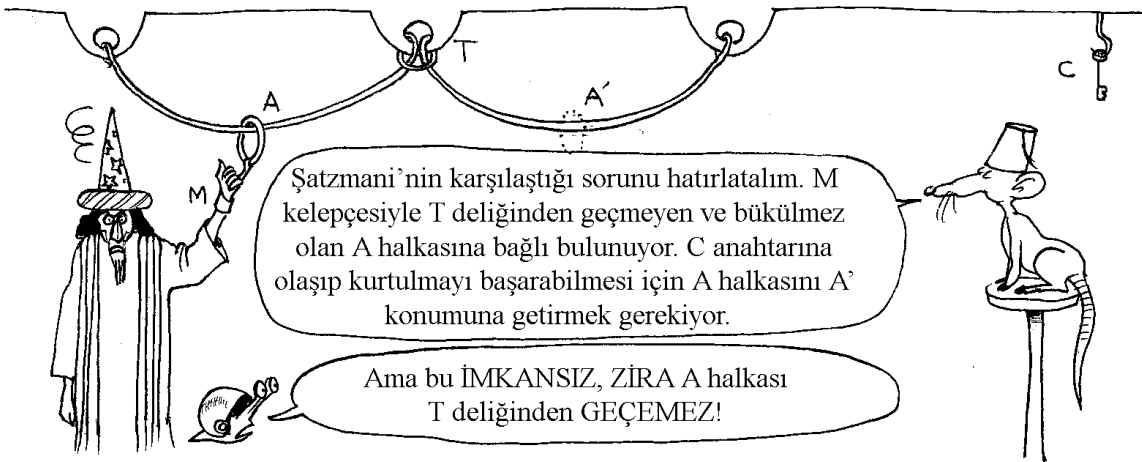 T
A
A′
C
M
Şatzmani’nin karşılaştığı sorunu hatırlatalım. M
kelepçesiyle T deliğinden geçmeyen ve bükülmez
olan A halkasına bağlı bulunuyor. C anahtarına
olaşıp kurtulmayı başarabilmesi için A halkasını A’
konumuna getirmek gerekiyor.
Ama bu İMKANSIZ, ZİRA A halkası
T deliğinden GEÇEMEZ!